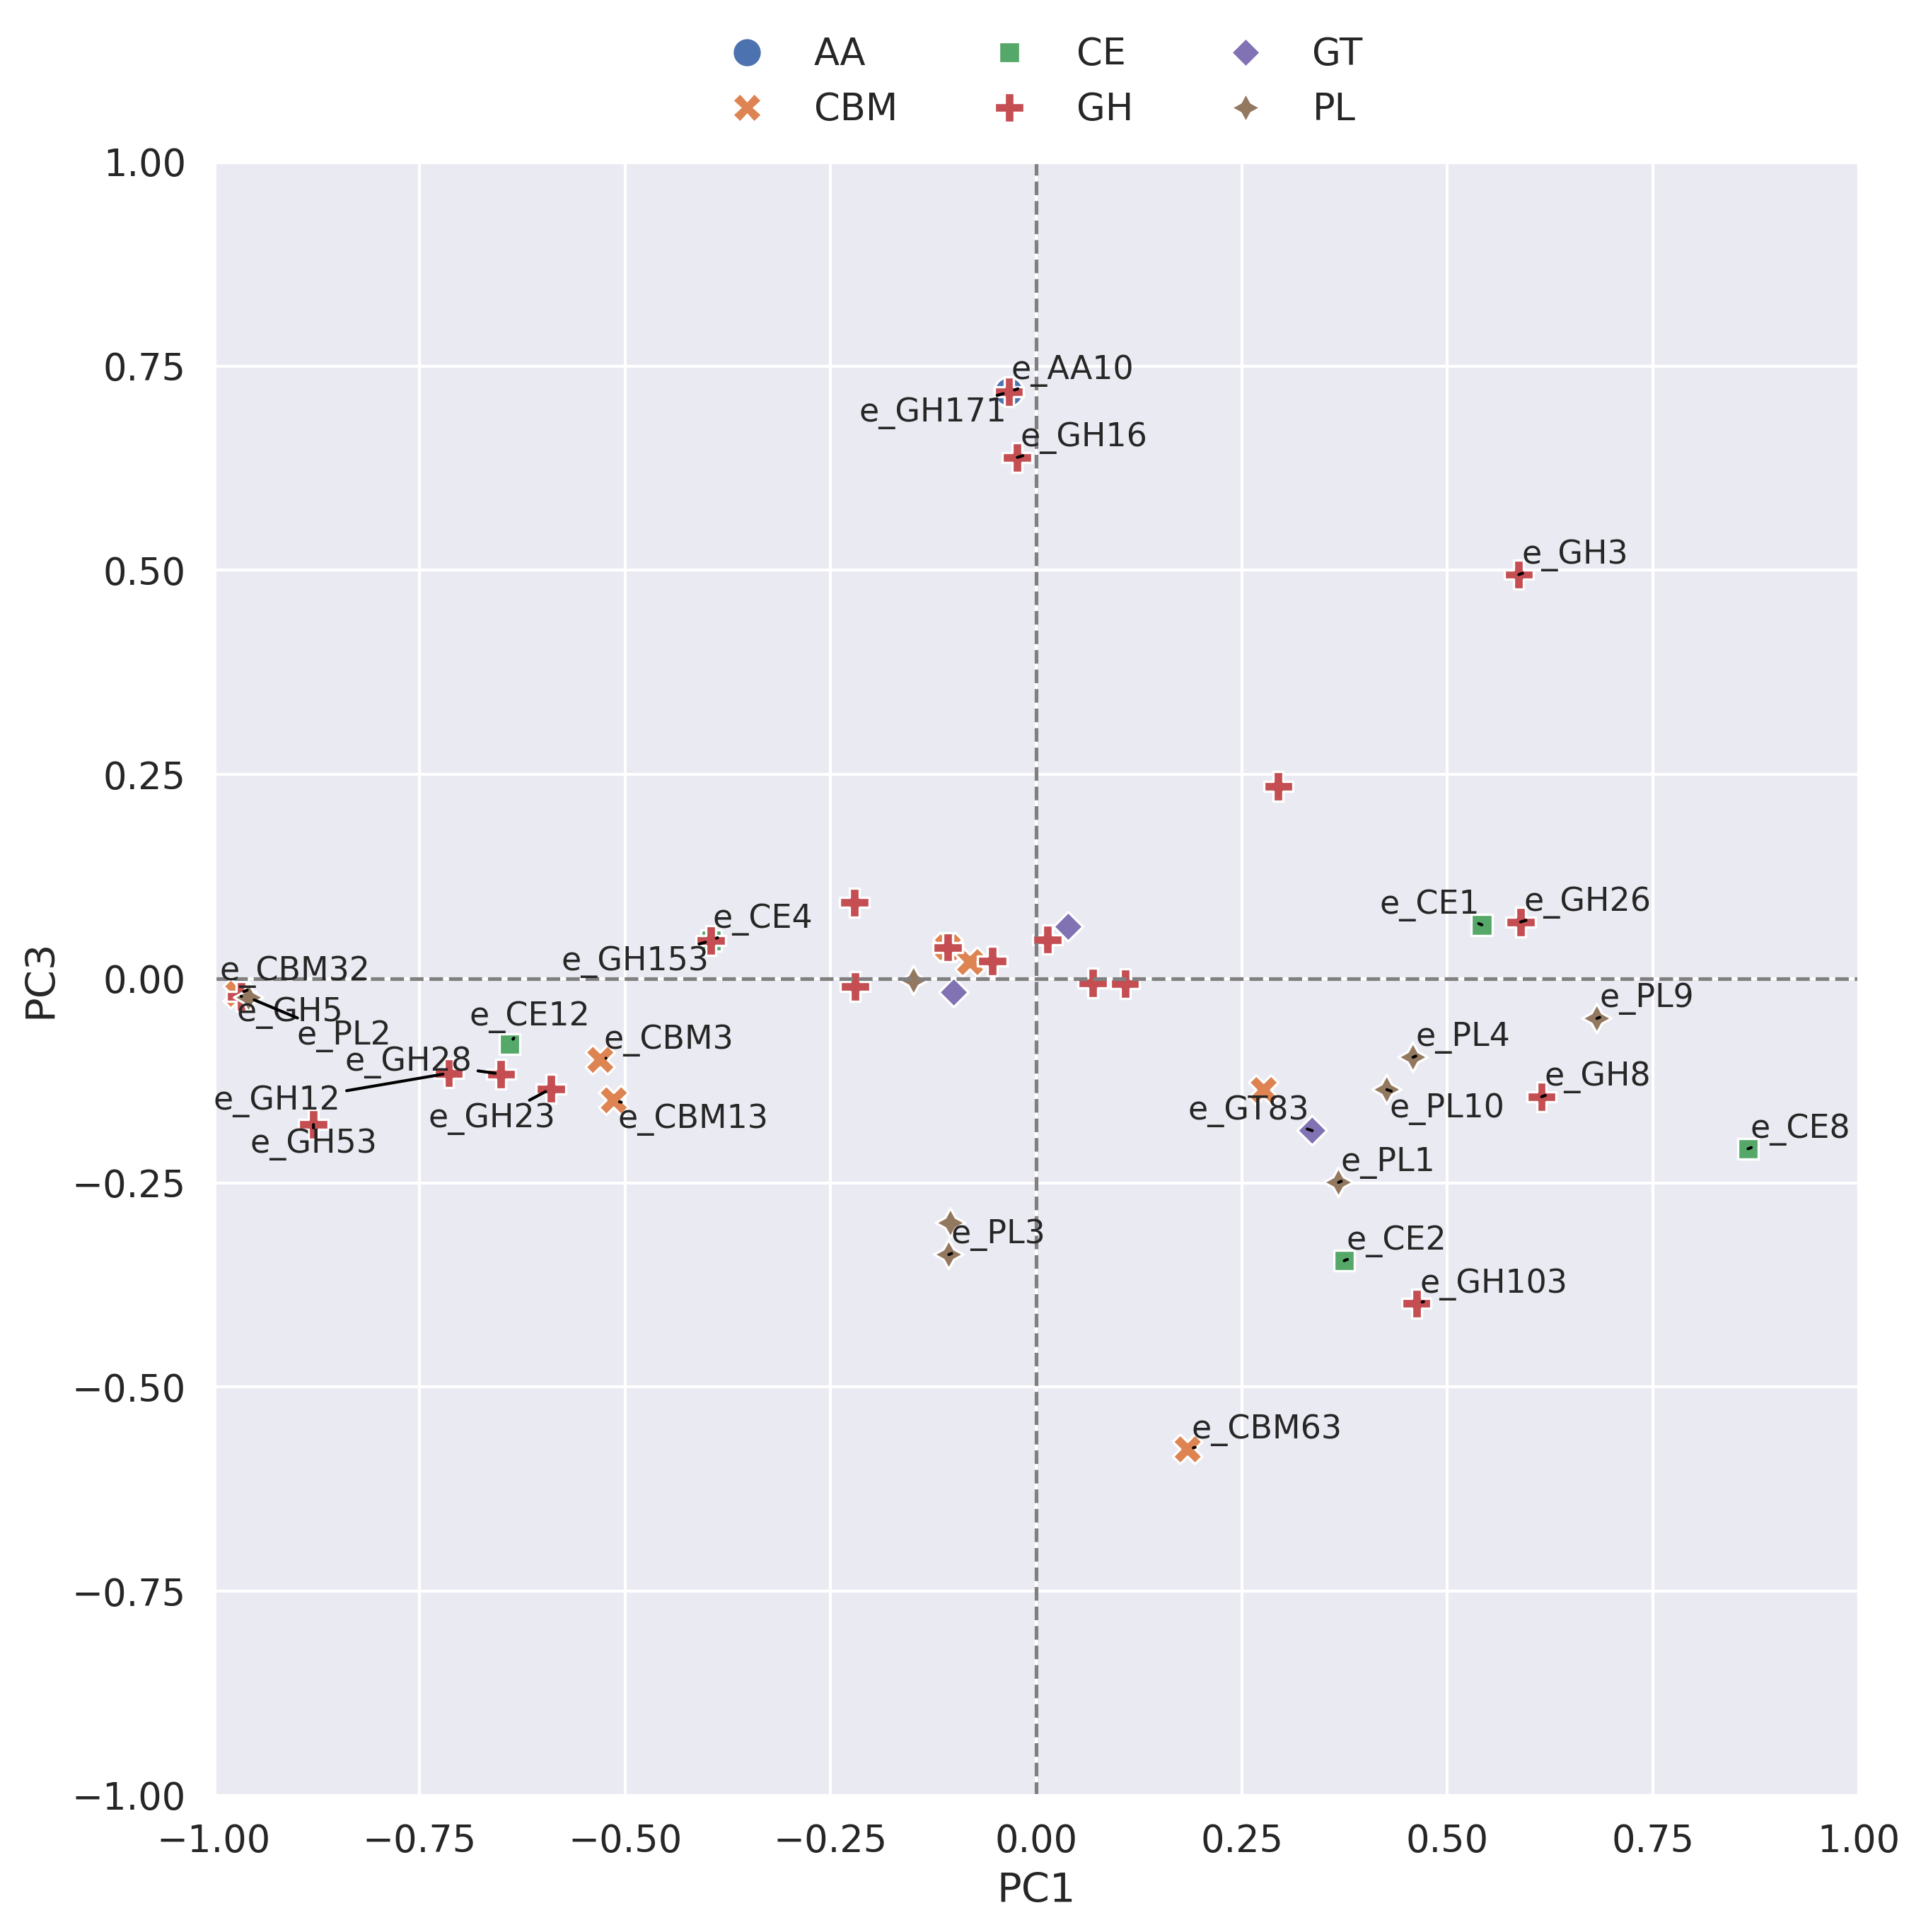 AA CE GT
CBM GH PL
1.00
0.75
0.50
0.25
0.00
−0.25
−0.50
−0.75
−1.00
PC3
e_AA10
e_GH171
e_GH16
e_GH3
e_CE1
e_GH26
e_CE4
e_GH153
e_CBM32
e_GH5
e_PL2
e_CE12
e_CBM3
e_GH28
e_GH12
e_GH23
e_CBM13
e_GH53
e_PL9
e_PL4
e_GH8
e_PL10
e_GT83
e_CE8
e_PL1
e_PL3
e_CE2
e_GH103
e_CBM63
−1.00 −0.75 −0.50 −0.25 0.00 0.25 0.50 0.75 1.00
PC1